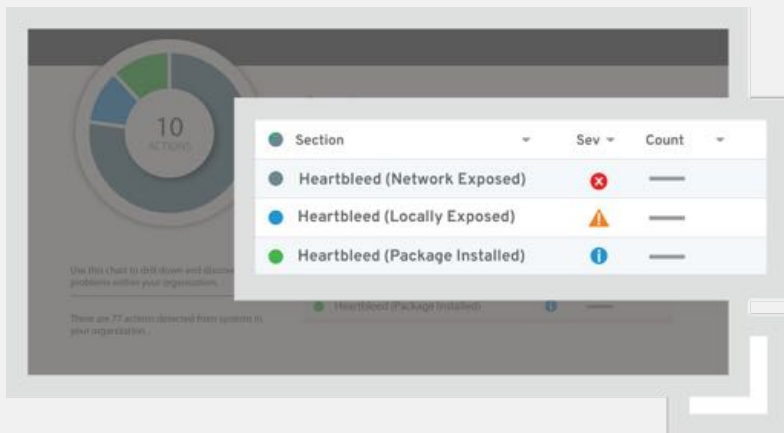 10
ACTIONS
Section Sev Count
Heartbleed (Network Exposed)
Heartbleed (Locally Exposed)
Heartbleed (Package Installed)
Use this chart to drill down and discover
problems within your organization.
Heartbleed (Package Installed)
There are 77 actions detected from systems in
your organization.